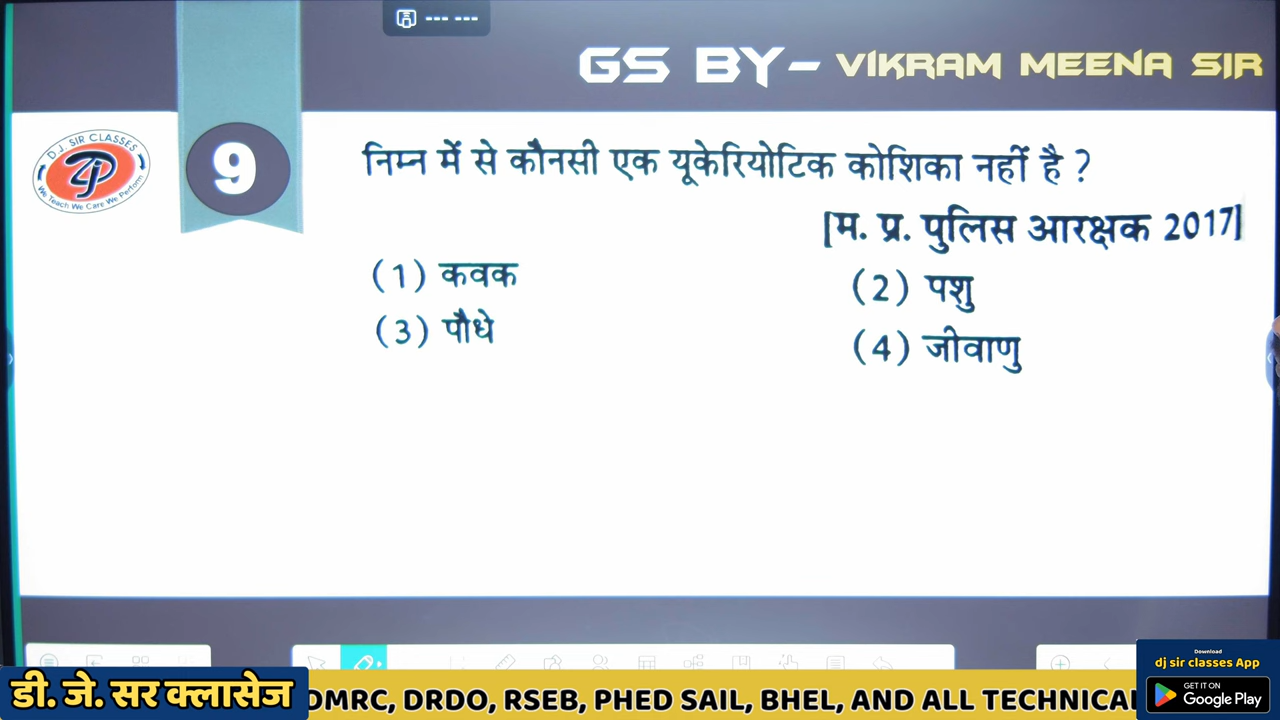 --- ---
GS BY- VIKRAM MEENA SIR
D.J. SIR CLASSES
We Teach We Care We Perform
9
निम्न में से कौनसी एक यूकेरियोटिक कोशिका नहीं है ?
[म. प्र. पुलिस आरक्षक 2017]
(1) कवक
(2) पशु
(3) पौधे
(4) जीवाणु
डी. जे. सर क्लासेज
DMRC, DRDO, RSEB, PHED SAIL, BHEL, AND ALL TECHNICAL
Download
dj sir classes App
GET IT ON
Google Play